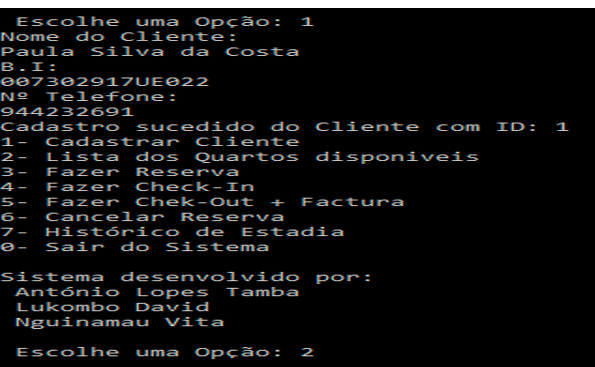 Escolhe uma Opção: 1
Nome do Cliente:
Paula Silva da Costa
B.I:
007302917UE022
Nº Telefone:
944232691
Cadastro sucedido do Cliente com ID: 1
1- Cadastrar Cliente
2- Lista dos Quartos disponiveis
3- Fazer Reserva
4- Fazer Check-In
5- Fazer Chek-Out + Factura
6- Cancelar Reserva
7- Histórico de Estadia
0- Sair do Sistema
Sistema desenvolvido por:
António Lopes Tamba
Lukombo David
Nguinamau Vita
Escolhe uma Opção: 2